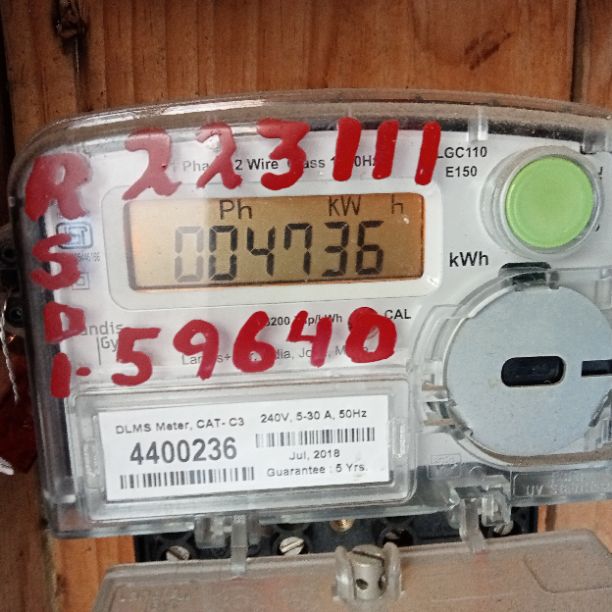 R 223111
1 Phase 2 Wire Class 1 50Hz
LGC110
E150
Ph kW h
004736
kWh
S
D
1.59640
CAL
DLMS Meter, CAT- C3 240V, 5-30 A, 50Hz
4400236
Jul, 2018
Guarantee : 5 Yrs.